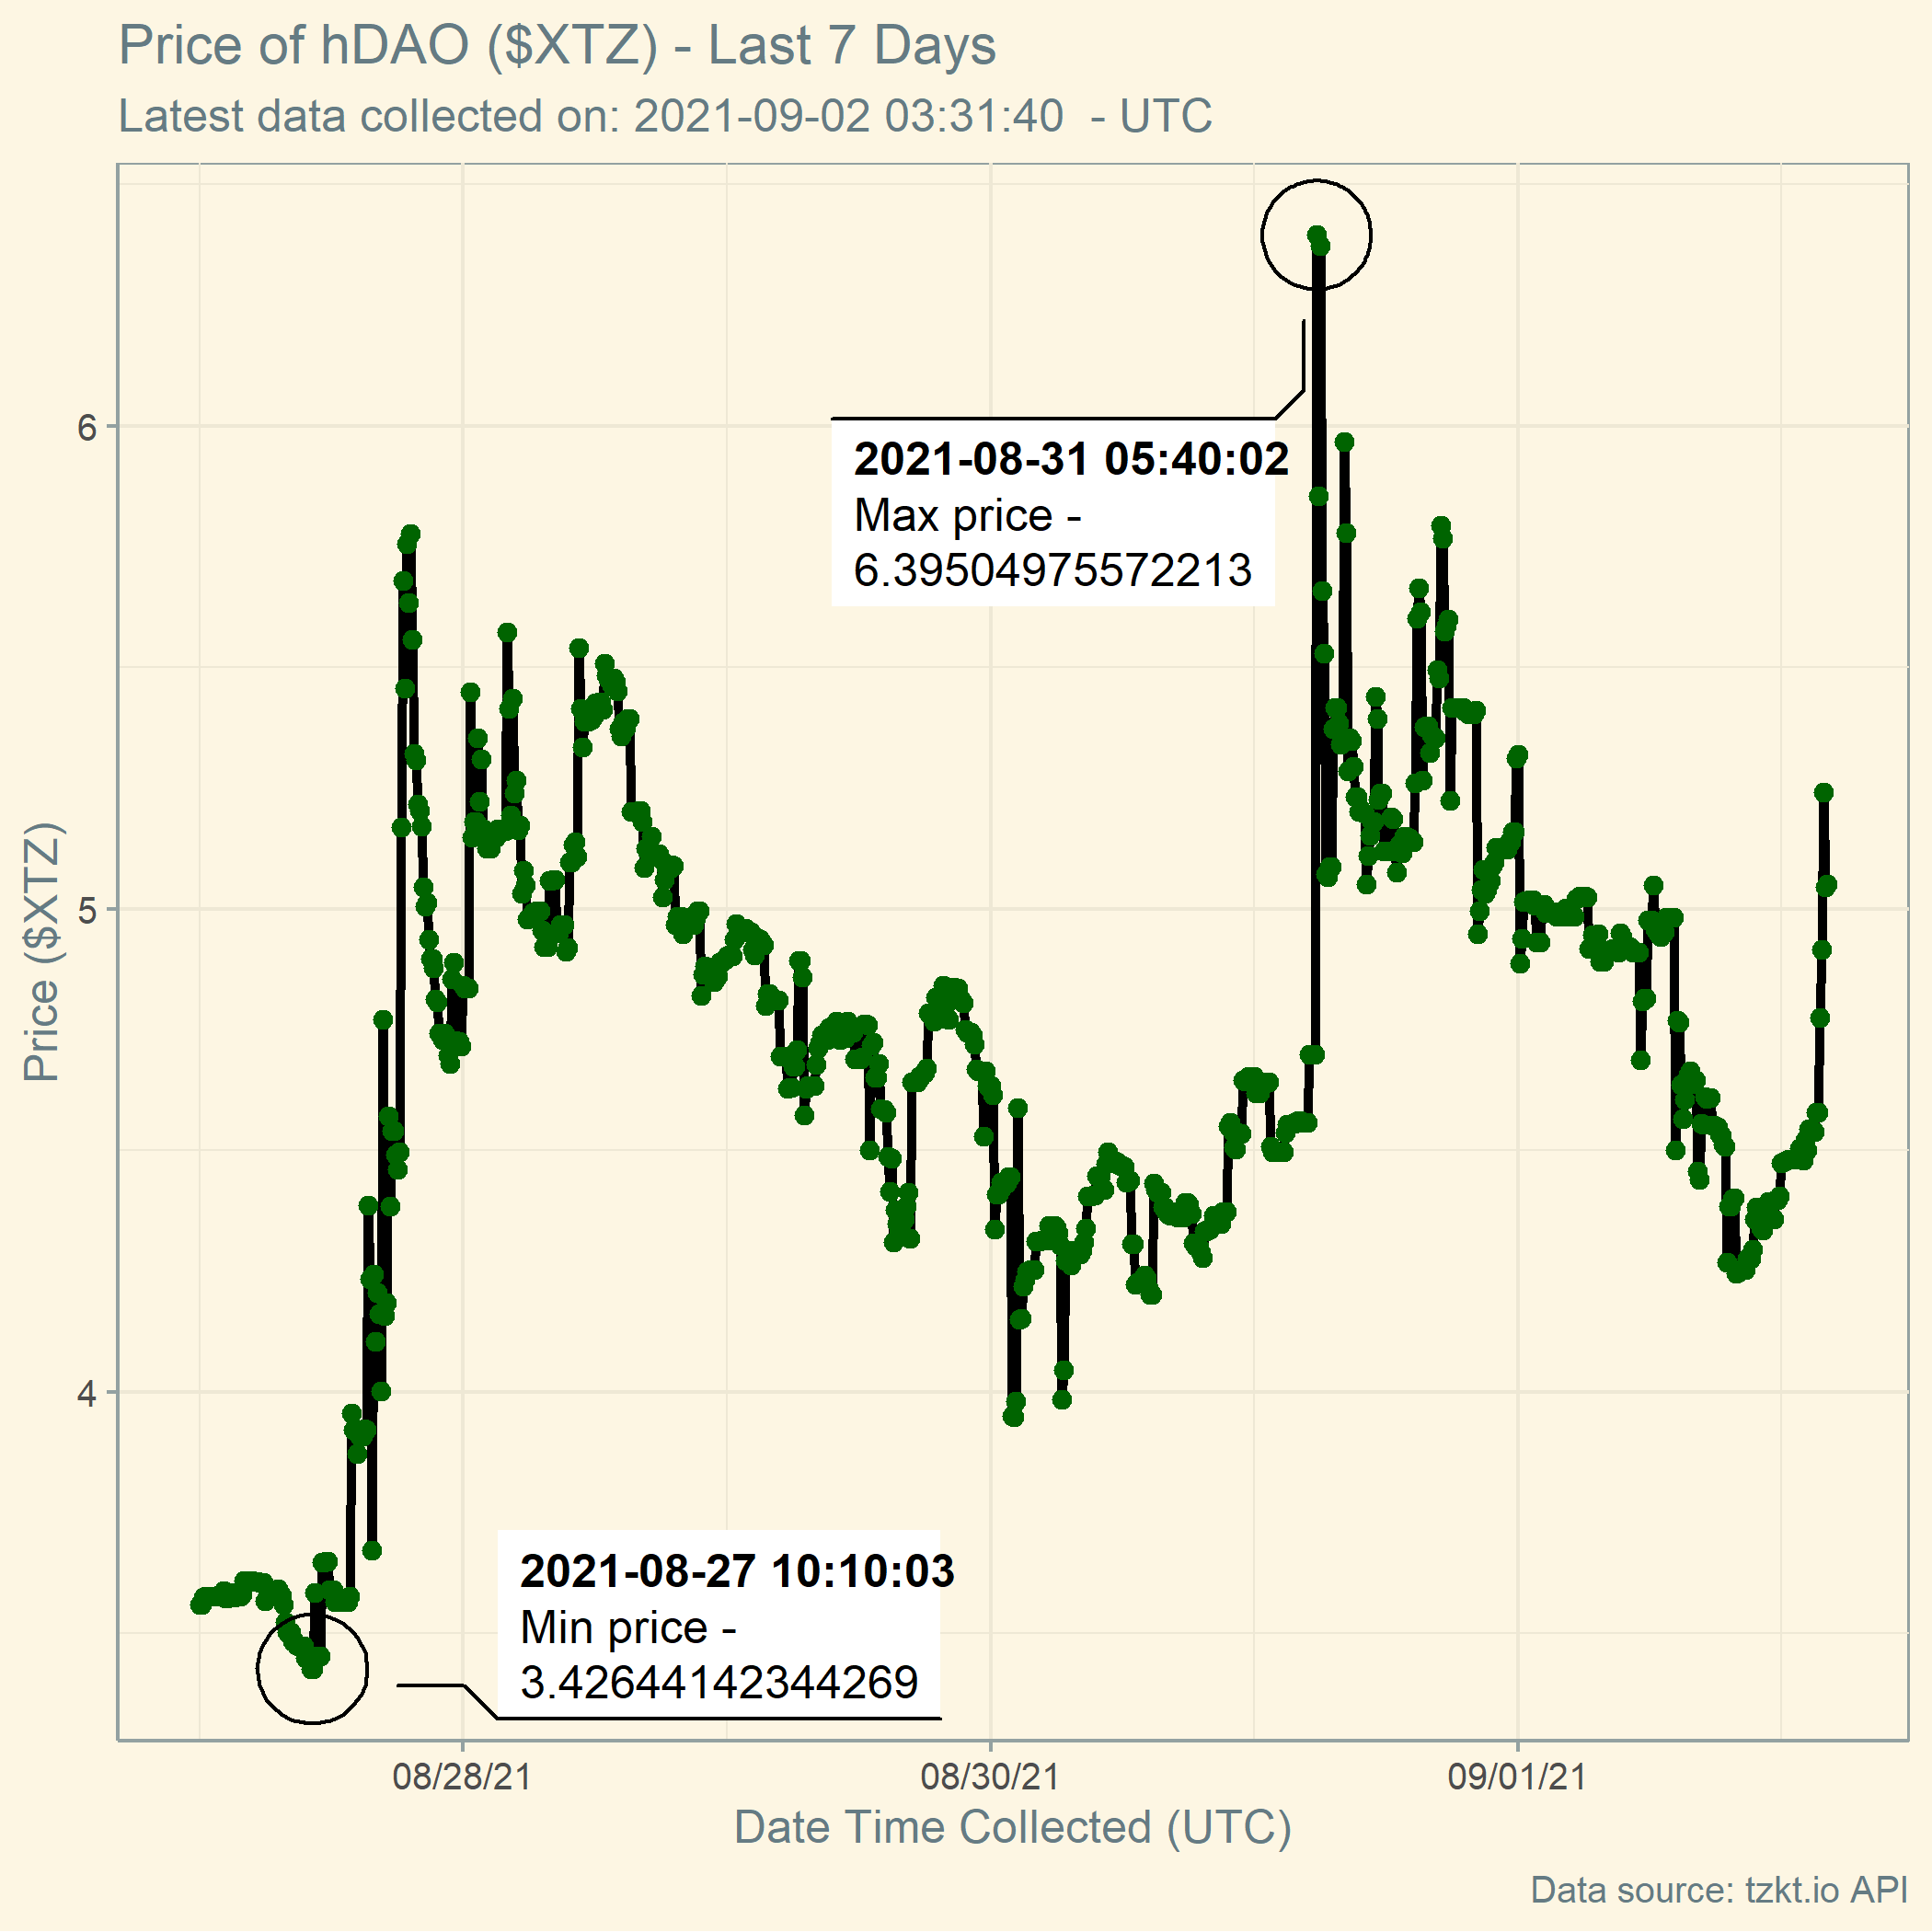 Price of hDAO ($XTZ) - Last 7 Days
Latest data collected on: 2021-09-02 03:31:40 - UTC
6
5
4
Price ($XTZ)
2021-08-31 05:40:02
Max price -
6.39504975572213
2021-08-27 10:10:03
Min price -
3.42644142344269
08/28/21
08/30/21
09/01/21
Date Time Collected (UTC)
Data source: tzkt.io API